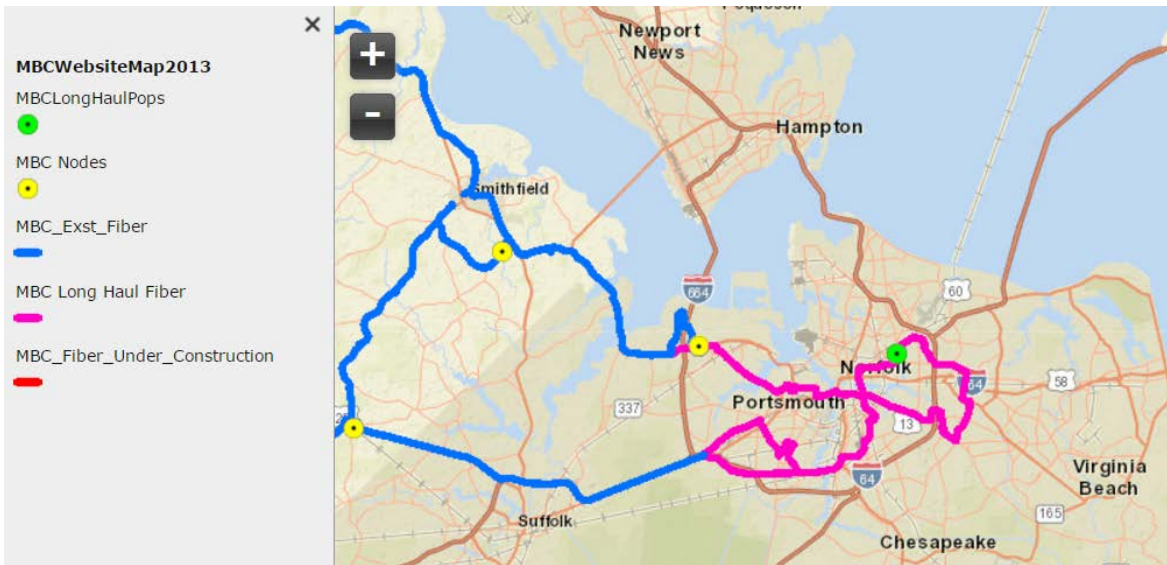 ×
MBCWebsiteMap2013
MBCLongHaulPops
MBC Nodes
MBC_Exst_Fiber
MBC Long Haul Fiber
MBC_Fiber_Under_Construction
+
-
Newport
News
Hampton
Smithfield
664
60
Norfolk
64
58
337
Portsmouth
13
64
Virginia
Beach
Suffolk
165
Chesapeake